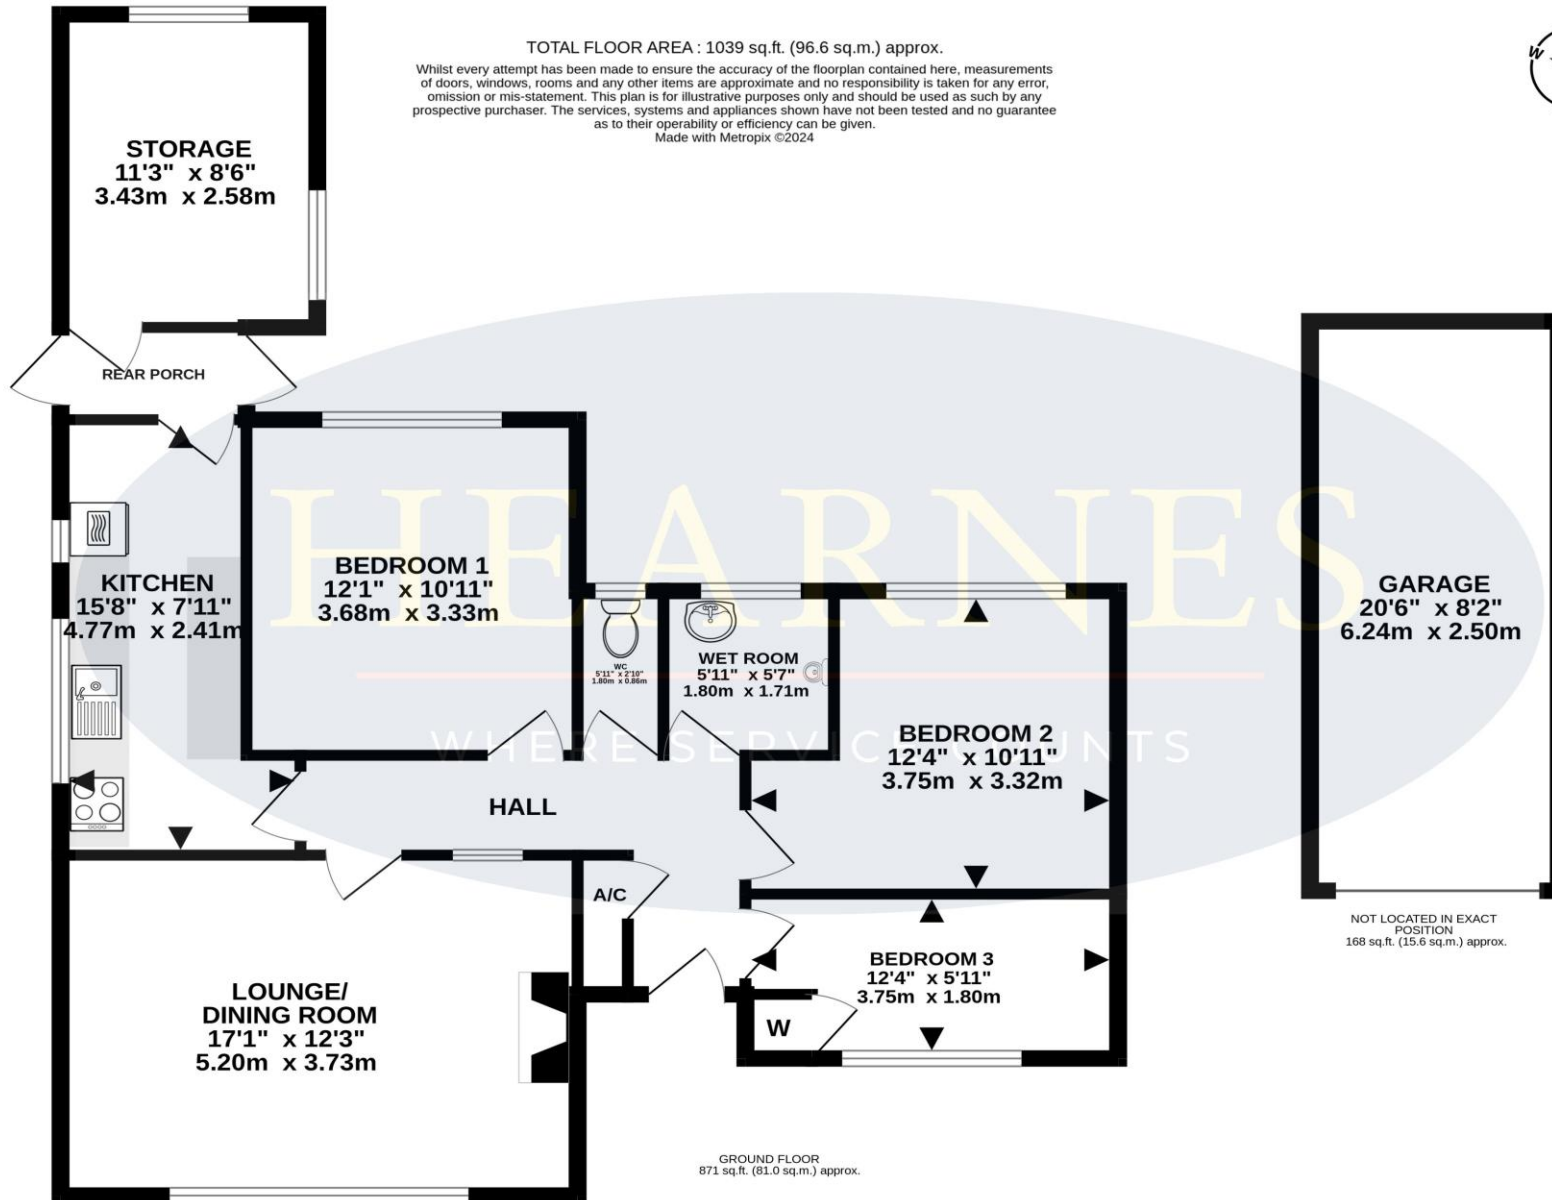 TOTAL FLOOR AREA : 1039 sq.ft. (96.6 sq.m.) approx.
Whilst every attempt has been made to ensure the accuracy of the floorplan contained here, measurements
of doors, windows, rooms and any other items are approximate and no responsibility is taken for any error,
omission or mis-statement. This plan is for illustrative purposes only and should be used as such by any
prospective purchaser. The services, systems and appliances shown have not been tested and no guarantee
as to their operability or efficiency can be given.
Made with Metropix ©2024
W
STORAGE
11'3" x 8'6"
3.43m x 2.58m
REAR PORCH
HEARNES
WHERE SERVICE COUNTS
KITCHEN
15'8" x 7'11"
4.77m x 2.41m
BEDROOM 1
12'1" x 10'11"
3.68m x 3.33m
WC
5'11" x 2'10"
1.80m x 0.86m
WET ROOM
5'11" x 5'7"
1.80m x 1.71m
BEDROOM 2
12'4" x 10'11"
3.75m x 3.32m
GARAGE
20'6" x 8'2"
6.24m x 2.50m
HALL
A/C
NOT LOCATED IN EXACT
POSITION
168 sq.ft. (15.6 sq.m.) approx.
BEDROOM 3
12'4" x 5'11"
3.75m x 1.80m
W
LOUNGE/
DINING ROOM
17'1" x 12'3"
5.20m x 3.73m
GROUND FLOOR
871 sq.ft. (81.0 sq.m.) approx.